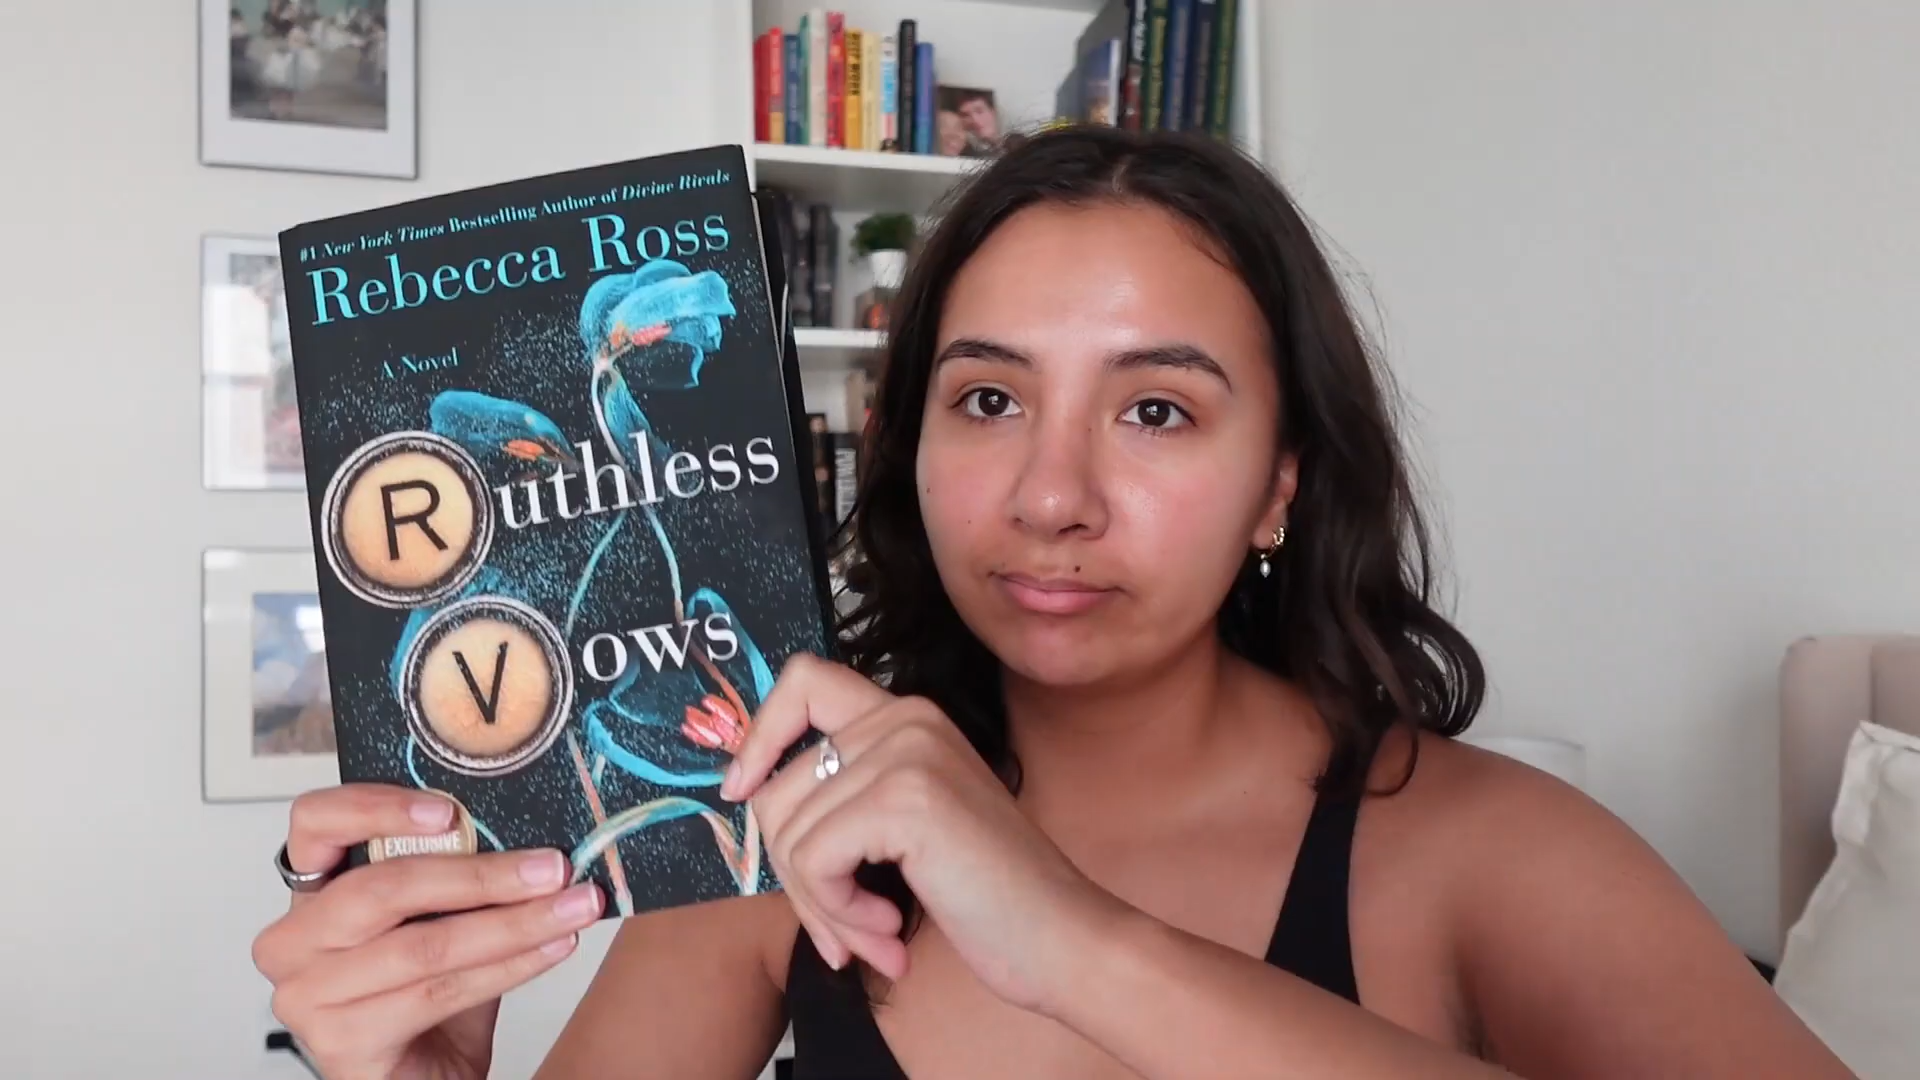 #1 New York Times Bestselling Author of Divine Rivals
Rebecca Ross
A Novel
Ruthless
Vows
EXCLUSIVE